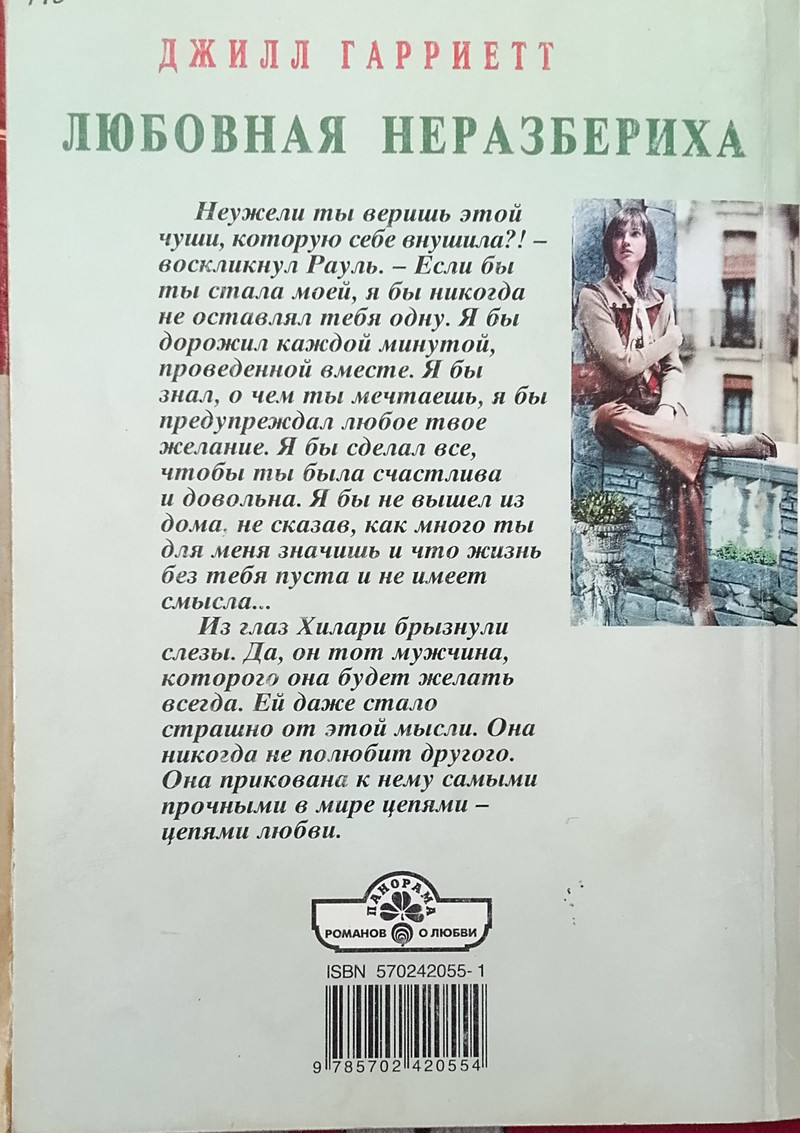 ДЖИЛЛ ГАРРИЕТТ
ЛЮБОВНАЯ НЕРАЗБЕРИХА
Неужели ты веришь этой
чуши, которую себе внушила?! –
воскликнул Рауль. – Если бы
ты стала моей, я бы никогда
не оставлял тебя одну. Я бы
дорожил каждой минутой,
проведенной вместе. Я бы
знал, о чем ты мечтаешь, я бы
предупреждал любое твое
желание. Я бы сделал все,
чтобы ты была счастлива
и довольна. Я бы не вышел из
дома, не сказав, как много ты
для меня значишь и что жизнь
без тебя пуста и не имеет
смысла...
Из глаз Хилари брызнули
слезы. Да, он тот мужчина,
которого она будет желать
всегда. Ей даже стало
страшно от этой мысли. Она
никогда не полюбит другого.
Она прикована к нему самыми
прочными в мире цепями –
цепями любви.
ПАНОРАМА
РОМАНОВ О ЛЮБВИ
ISBN 570242055-1
9 785702 420554